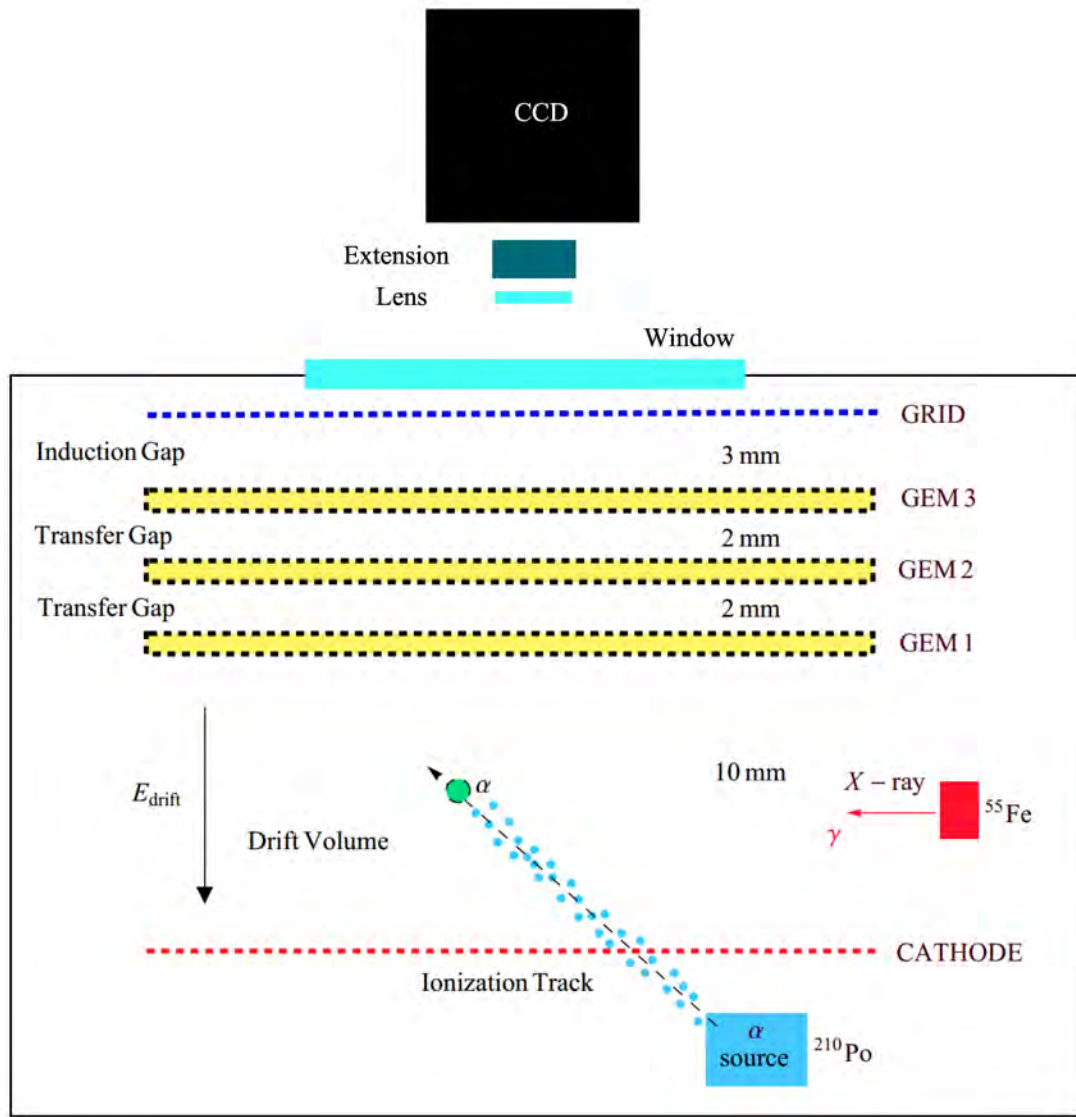 CCD
Extension
Lens
Window
GRID
Induction Gap
3 mm
GEM 3
Transfer Gap
2 mm
GEM 2
Transfer Gap
2 mm
GEM 1
E_drift
Drift Volume
α
10 mm
X − ray
γ
⁵⁵Fe
CATHODE
Ionization Track
α
source
²¹⁰Po